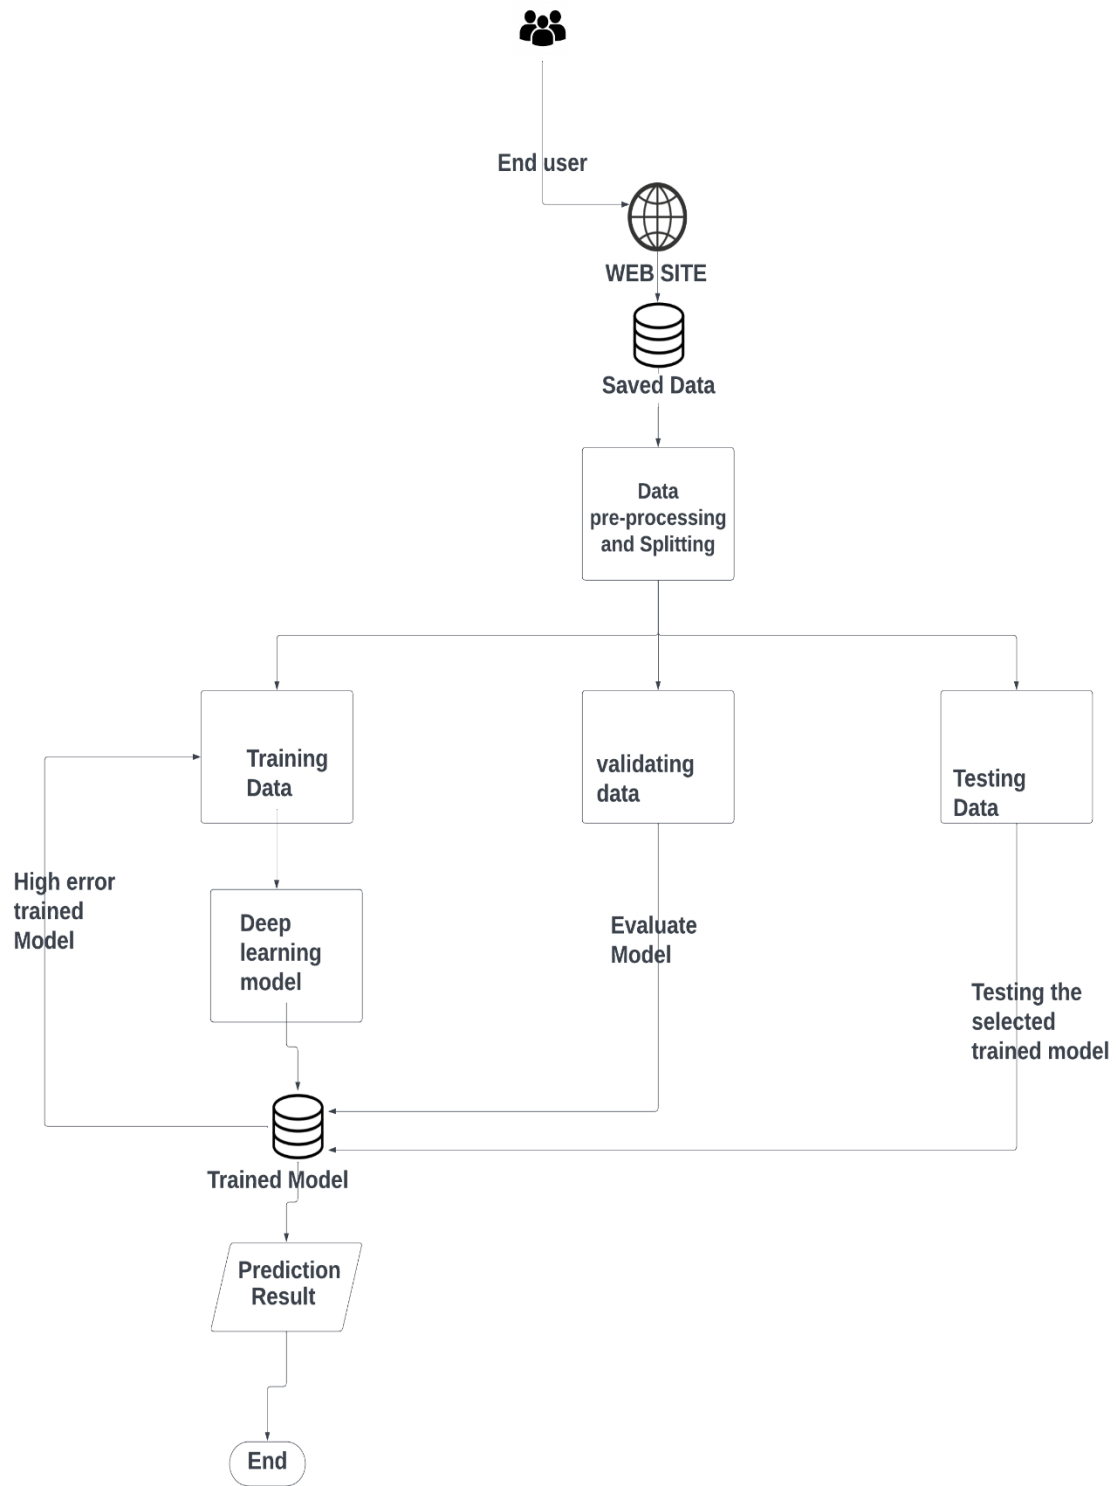 End user
WEB SITE
Saved Data
Data
pre-processing
and Splitting
Training
Data
validating
data
Testing
Data
High error
trained
Model
Deep
learning
model
Evaluate
Model
Testing the
selected
trained model
Trained Model
Prediction
Result
End